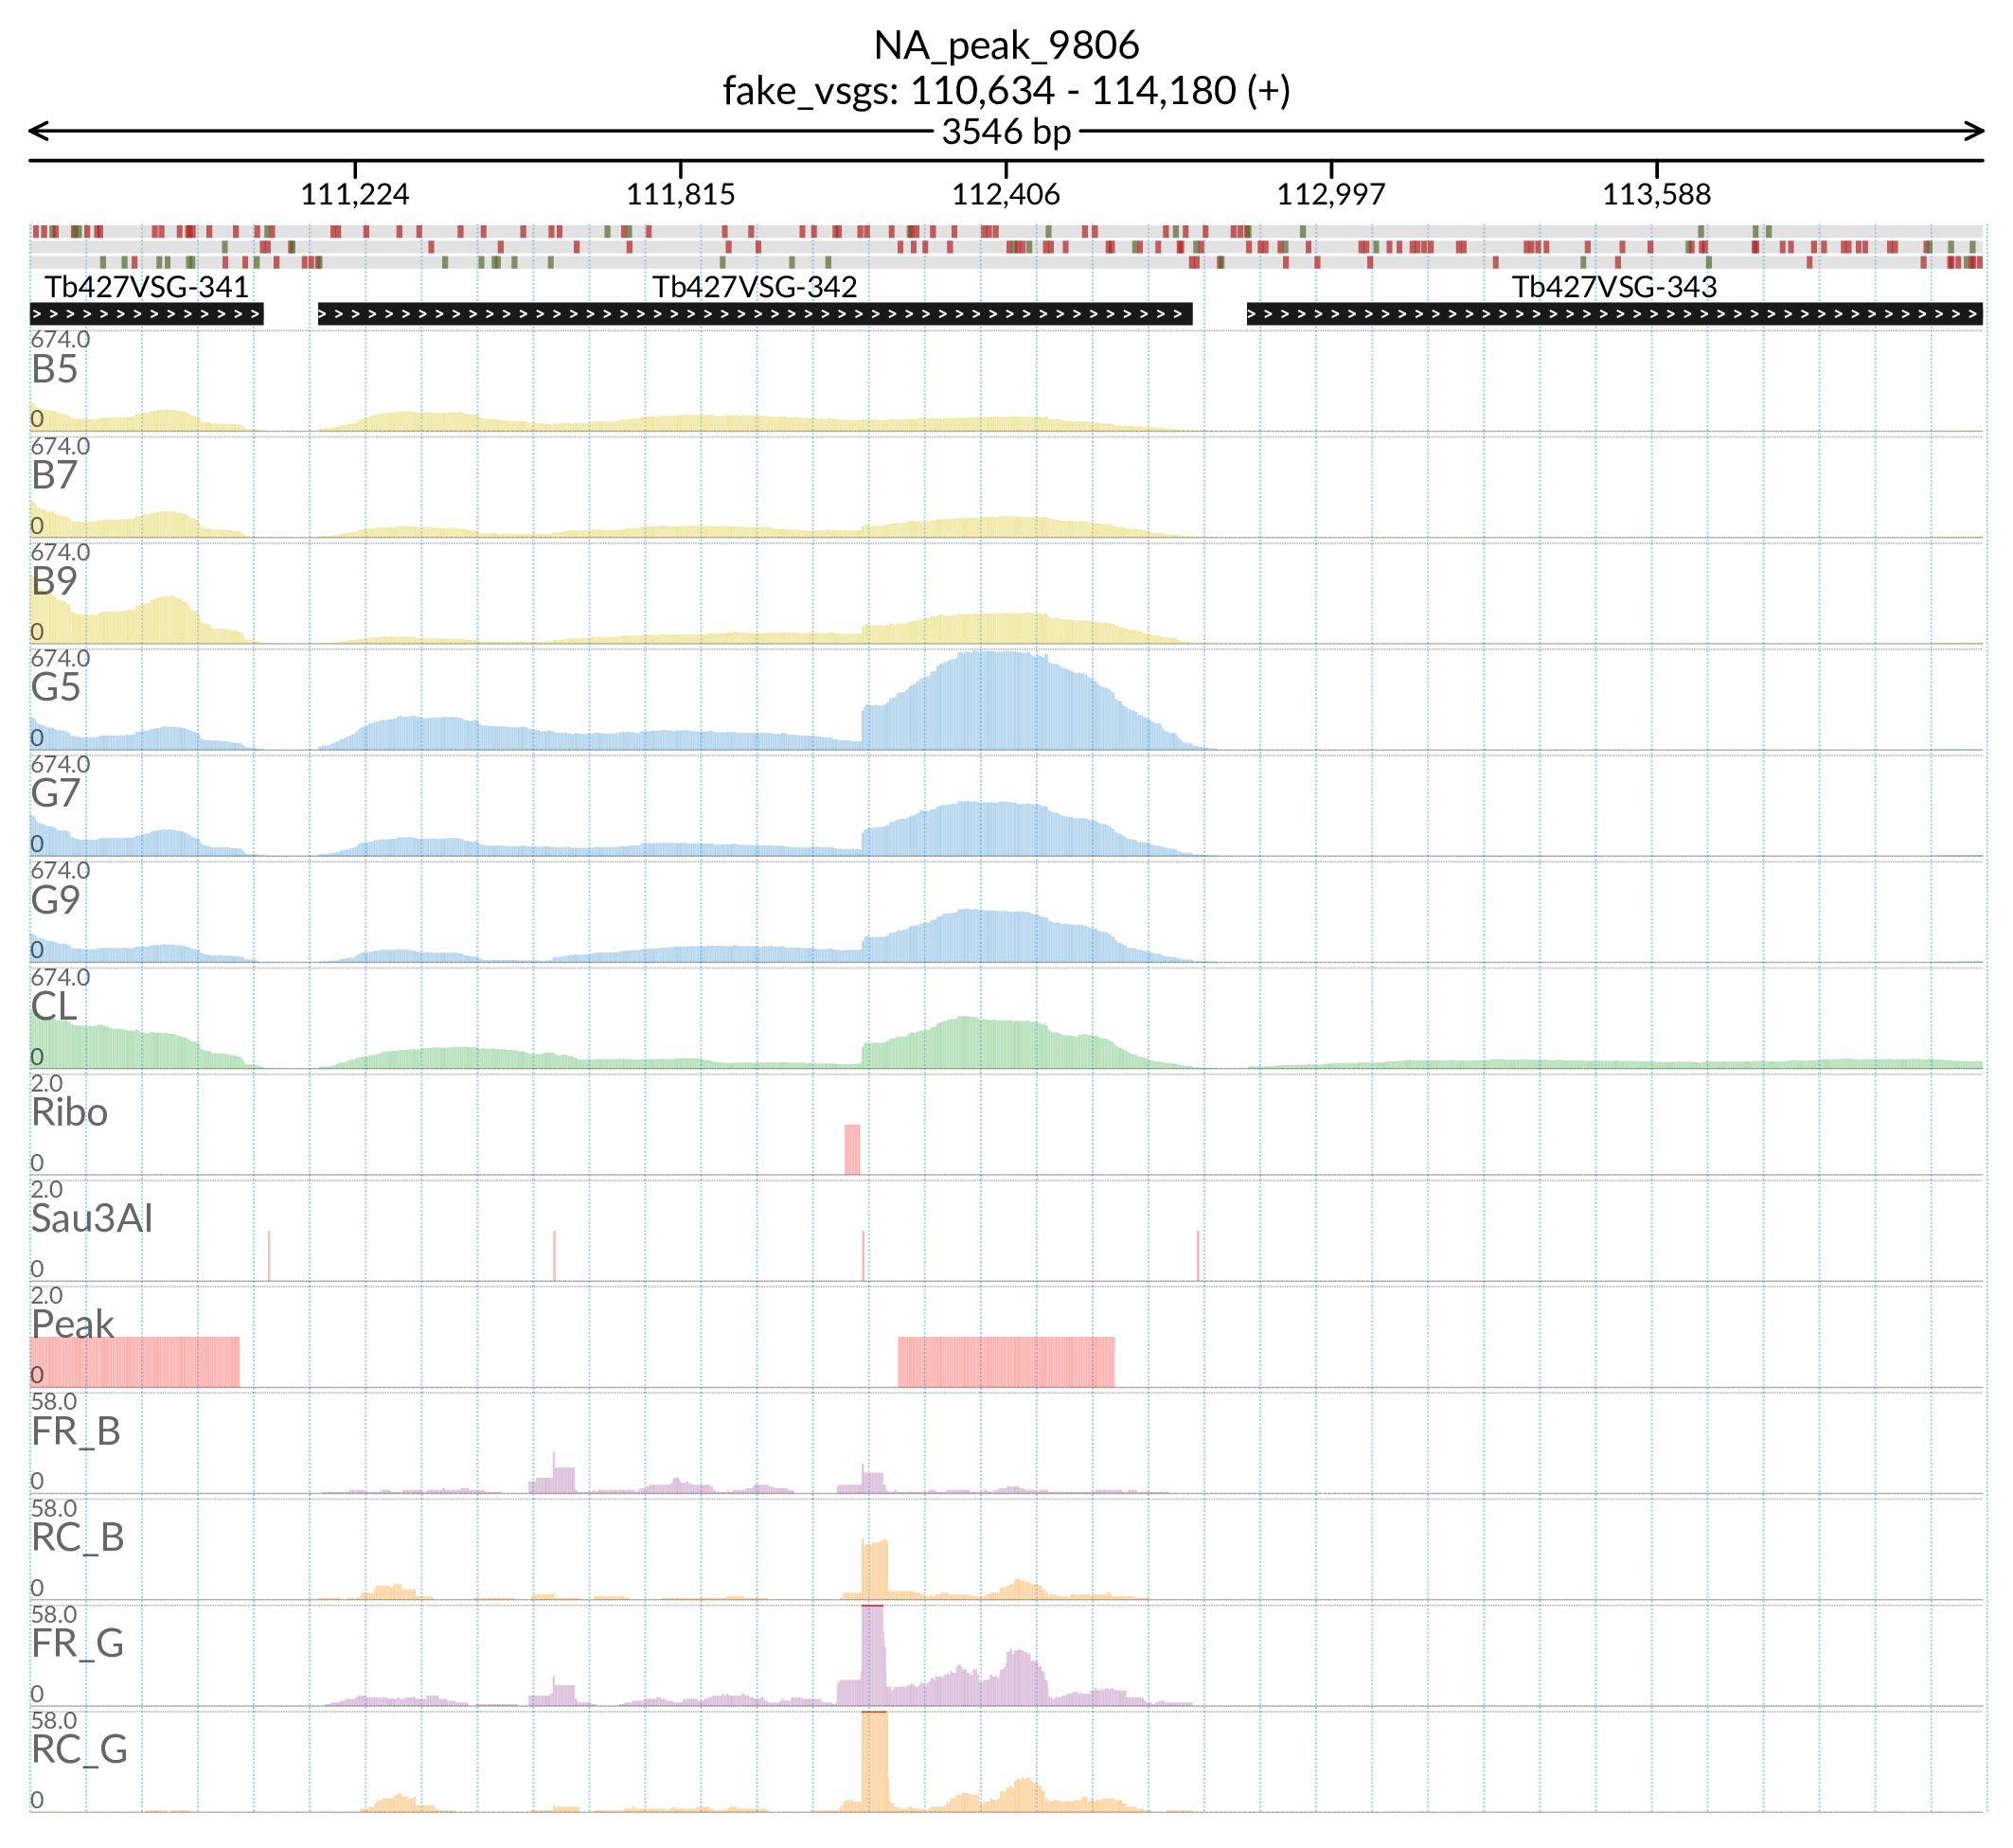 NA_peak_9806
fake_vsgs: 110,634 - 114,180 (+)
3546 bp
111,224 111,815 112,406 112,997 113,588
Tb427VSG-341 Tb427VSG-342 Tb427VSG-343
674.0
B5
0
674.0
B7
0
674.0
B9
0
674.0
G5
0
674.0
G7
0
674.0
G9
0
674.0
CL
0
2.0
Ribo
0
2.0
Sau3AI
0
2.0
Peak
0
58.0
FR_B
0
58.0
RC_B
0
58.0
FR_G
0
58.0
RC_G
0